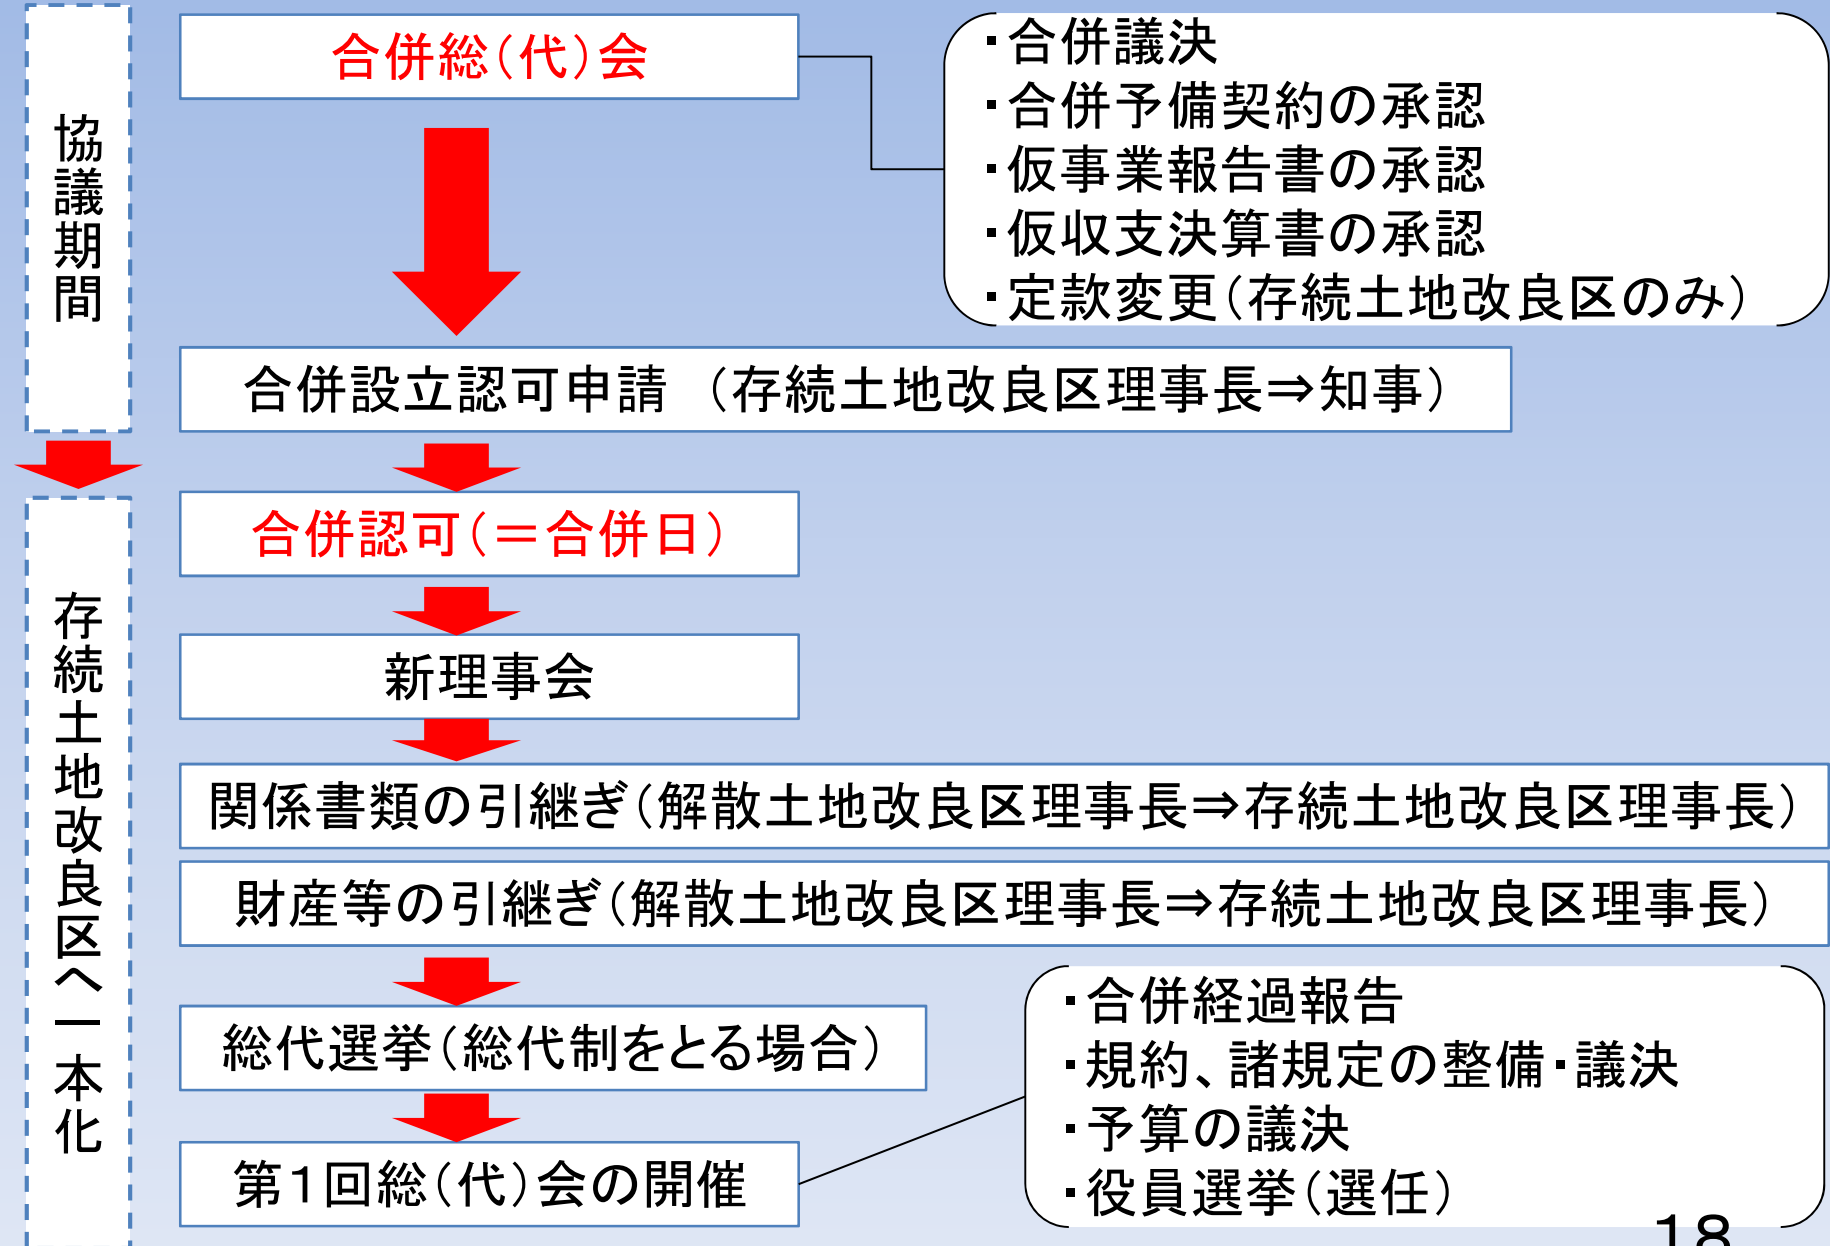 協議期間
合併総（代）会
・合併議決
・合併予備契約の承認
・仮事業報告書の承認
・仮収支決算書の承認
・定款変更（存続土地改良区のみ）
合併設立認可申請　（存続土地改良区理事長⇒知事）
存続土地改良区へ一本化
合併認可（＝合併日）
新理事会
関係書類の引継ぎ（解散土地改良区理事長⇒存続土地改良区理事長）
財産等の引継ぎ（解散土地改良区理事長⇒存続土地改良区理事長）
総代選挙（総代制をとる場合）
第１回総（代）会の開催
・合併経過報告
・規約、諸規定の整備・議決
・予算の議決
・役員選挙（選任）
18